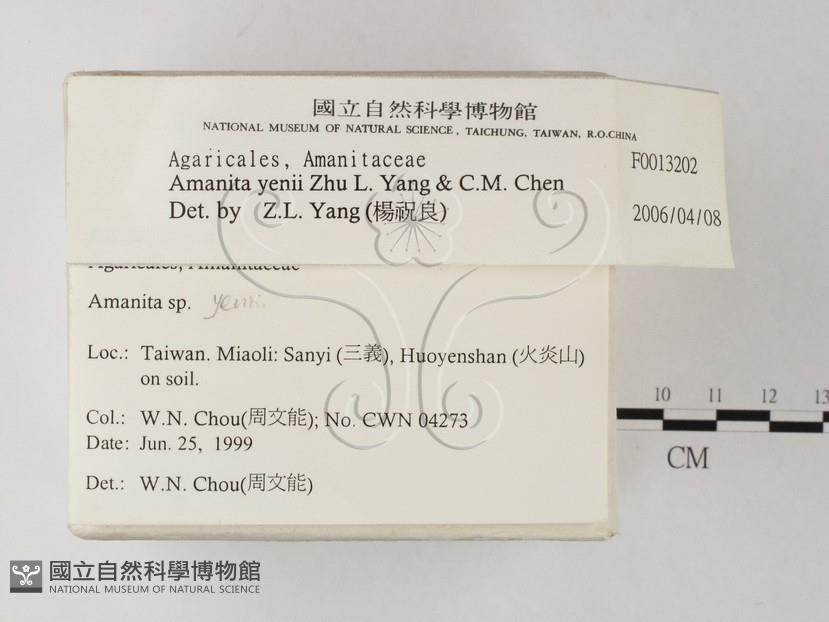 國立自然科學博物館
NATIONAL MUSEUM OF NATURAL SCIENCE, TAICHUNG, TAIWAN, R.O.CHINA
Agaricales, Amanitaceae F0013202
Amanita yenii Zhu L. Yang & C.M. Chen
Det. by Z.L. Yang (楊祝良) 2006/04/08
Agaricales, Amanitaceae
Amanita sp. yenii
Loc.: Taiwan. Miaoli: Sanyi (三義), Huoyenshan (火炎山)
on soil.
Col.: W.N. Chou(周文能); No. CWN 04273
Date: Jun. 25, 1999
Det.: W.N. Chou(周文能)
10 11 12 13
CM
國立自然科學博物館
NATIONAL MUSEUM OF NATURAL SCIENCE